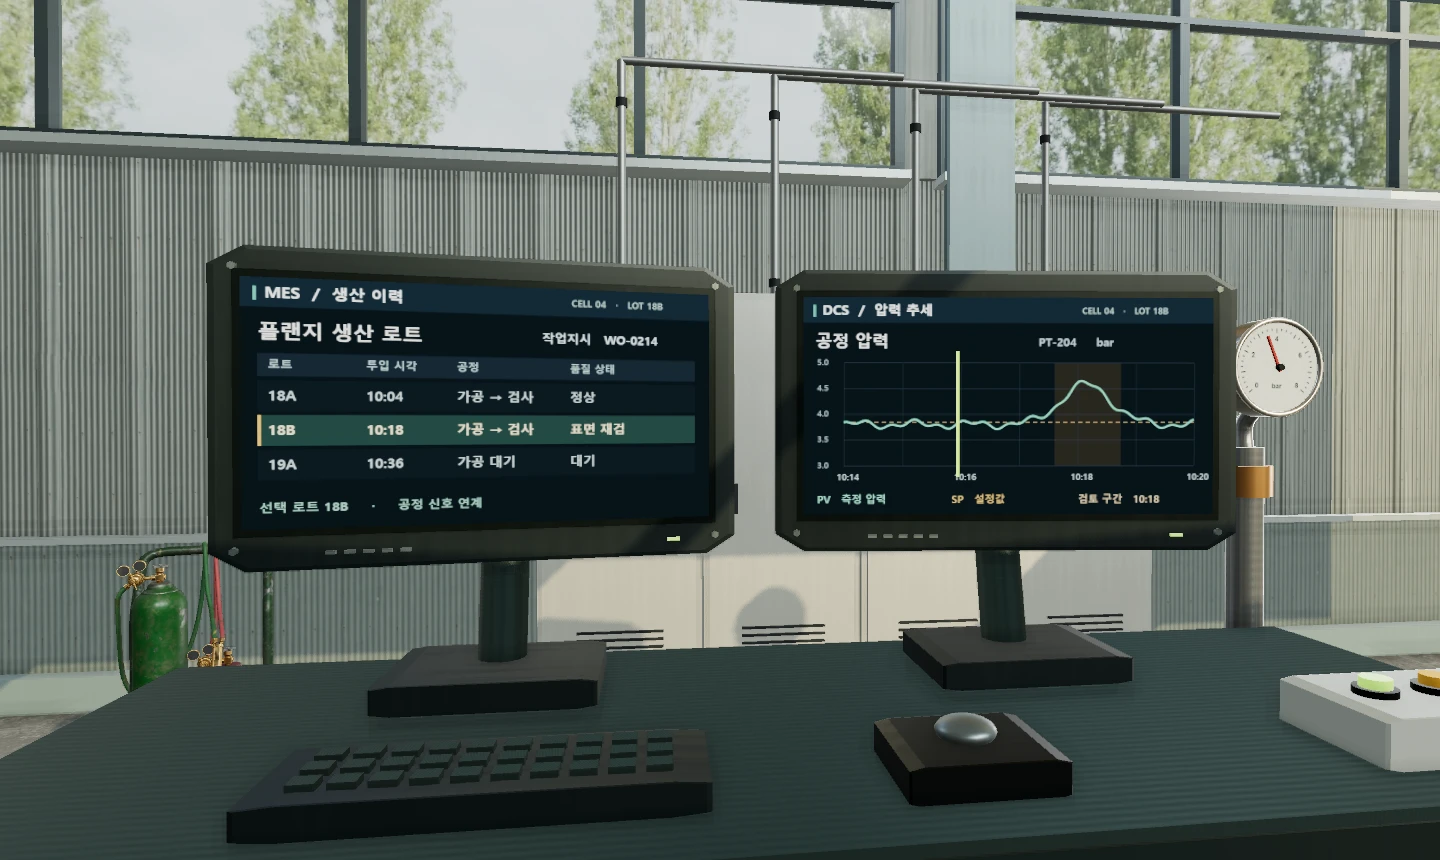 MES / 생산 이력
CELL 04 · LOT 18B
플랜지 생산 로트
작업지시 WO-0214
로트 투입 시각 공정 품질 상태
18A 10:04 가공 → 검사 정상
18B 10:18 가공 → 검사 표면 재검
19A 10:36 가공 대기 대기
선택 로트 18B · 공정 신호 연계
DCS / 압력 추세
CELL 04 · LOT 18B
공정 압력
PT-204 bar
5.0
4.5
4.0
3.5
3.0
10:14 10:16 10:18 10:20
PV 측정 압력 SP 설정값 검토 구간 10:18
0 2 4 6 8
bar